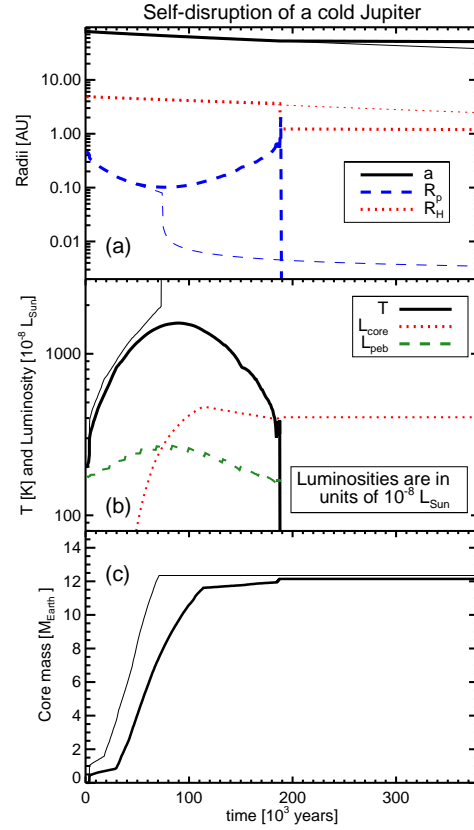 Self-disruption of a cold Jupiter
10.00
1.00
0.10
0.01
Radii [AU]
a
R_p
R_H
(a)
1000
100
T [K] and Luminosity [10^-8 L_Sun]
T
L_core
L_peb
Luminosities are in
units of 10^-8 L_Sun
(b)
14
12
10
8
6
4
2
0
Core mass [M_Earth]
(c)
0 100 200 300
time [10^3 years]